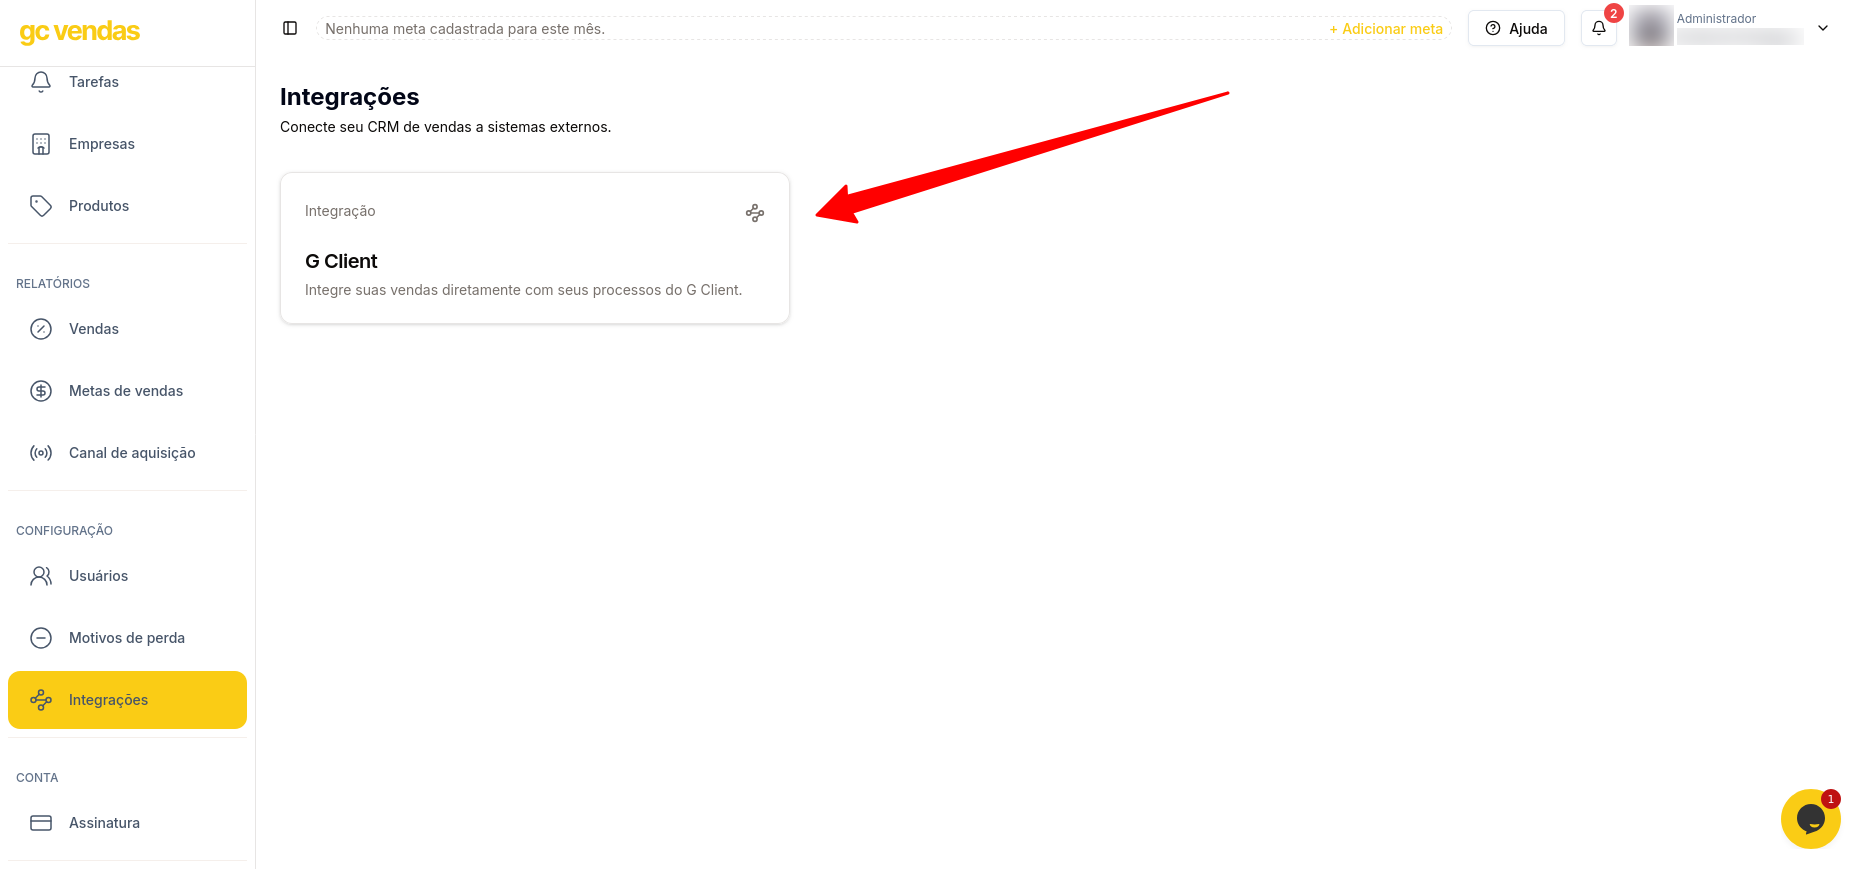 gc vendas
Tarefas
Empresas
Produtos
RELATÓRIOS
Vendas
Metas de vendas
Canal de aquisição
CONFIGURAÇÃO
Usuários
Motivos de perda
Integrações
CONTA
Assinatura
Nenhuma meta cadastrada para este mês.
+ Adicionar meta
Ajuda
2
Administrador
Integrações
Conecte seu CRM de vendas a sistemas externos.
Integração
G Client
Integre suas vendas diretamente com seus processos do G Client.
1